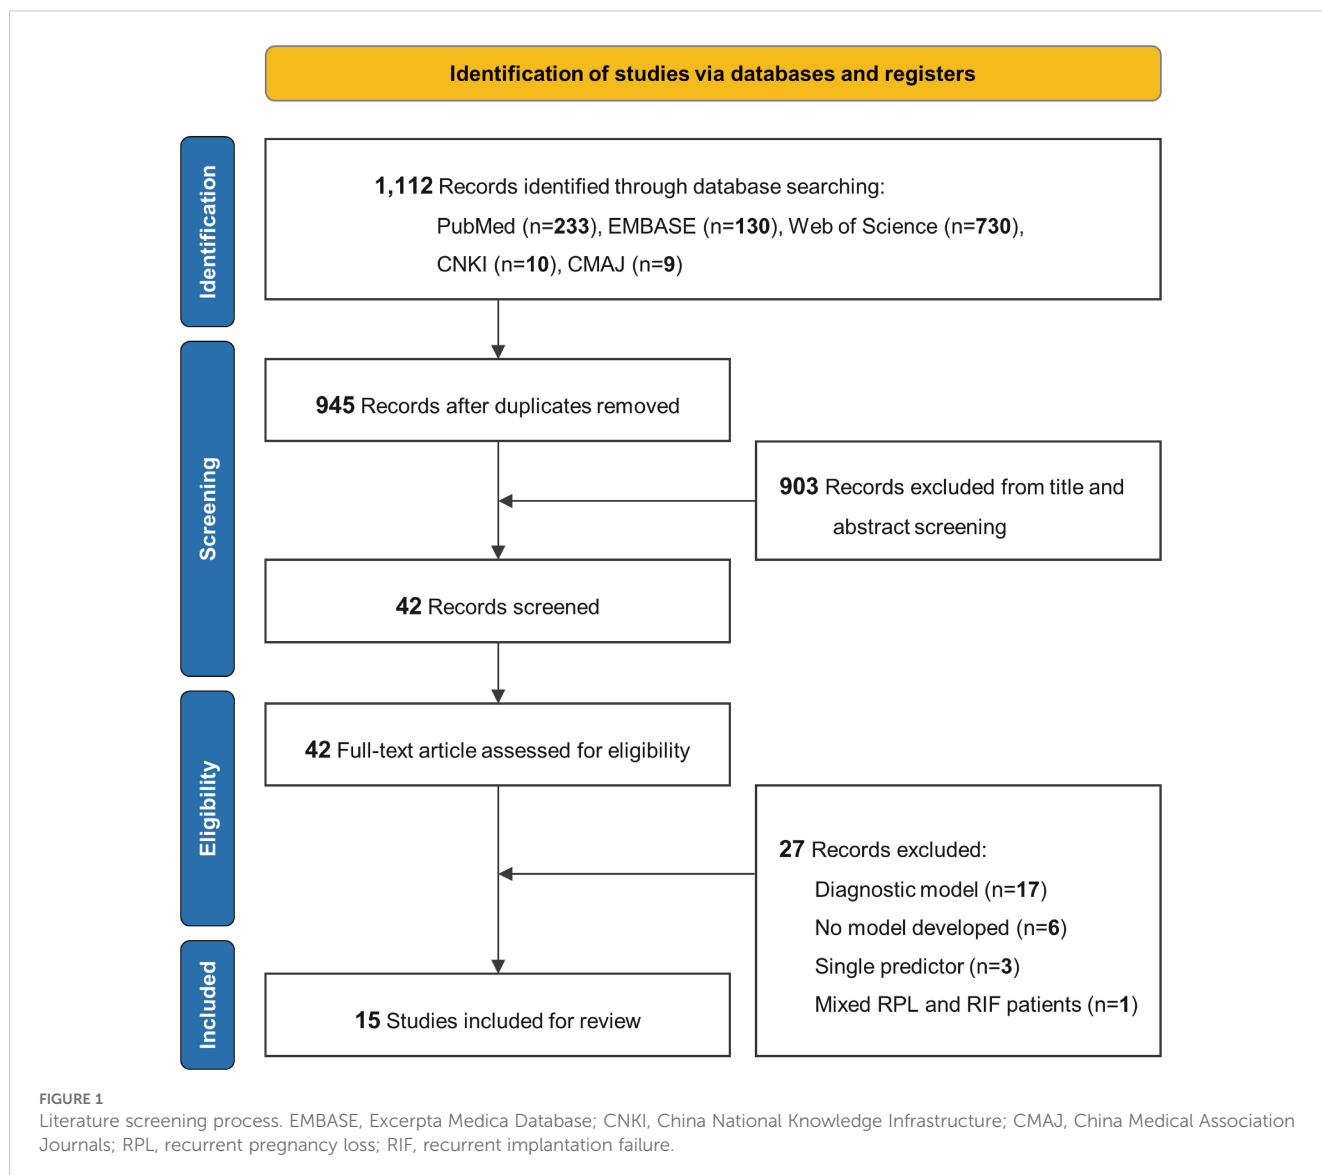 Identification of studies via databases and registers
Identification
1,112 Records identified through database searching:
PubMed (n=233), EMBASE (n=130), Web of Science (n=730),
CNKI (n=10), CMAJ (n=9)
Screening
945 Records after duplicates removed
903 Records excluded from title and
abstract screening
42 Records screened
Eligibility
42 Full-text article assessed for eligibility
27 Records excluded:
Diagnostic model (n=17)
No model developed (n=6)
Single predictor (n=3)
Mixed RPL and RIF patients (n=1)
Included
15 Studies included for review
FIGURE 1
Literature screening process. EMBASE, Excerpta Medica Database; CNKI, China National Knowledge Infrastructure; CMAJ, China Medical Association
Journals; RPL, recurrent pregnancy loss; RIF, recurrent implantation failure.